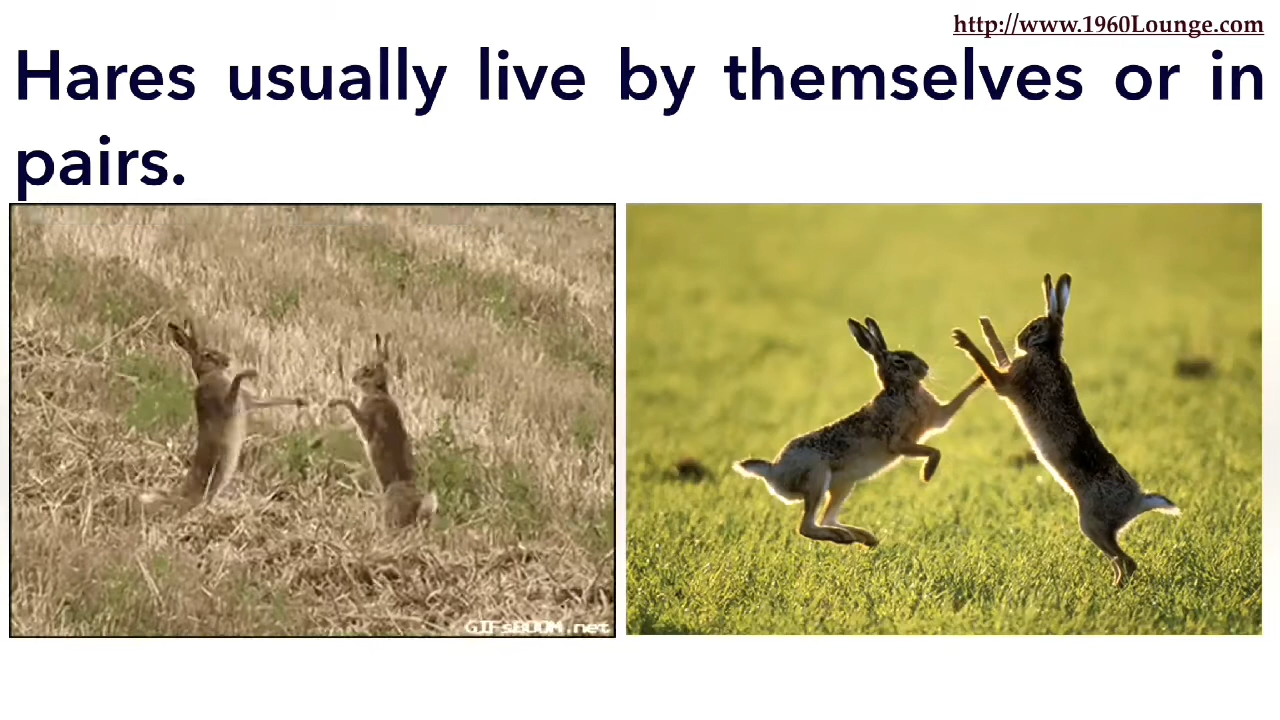 http://www.1960Lounge.com
Hares usually live by themselves or in
pairs.
GIFsBOOM.net